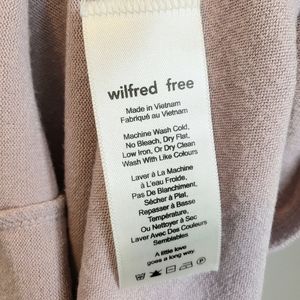 wilfred free
Made in Vietnam
Fabriqué au Vietnam
Machine Wash Cold,
No Bleach, Dry Flat,
Low Iron, Or Dry Clean
Wash With Like Colours
Laver À La Machine
à L'eau Froide,
Pas De Blanchiment,
Sécher à Plat,
Repasser à Basse
Température,
Ou Nettoyer à Sec
Laver Avec Des Couleurs
Semblables
A little love
goes a long way